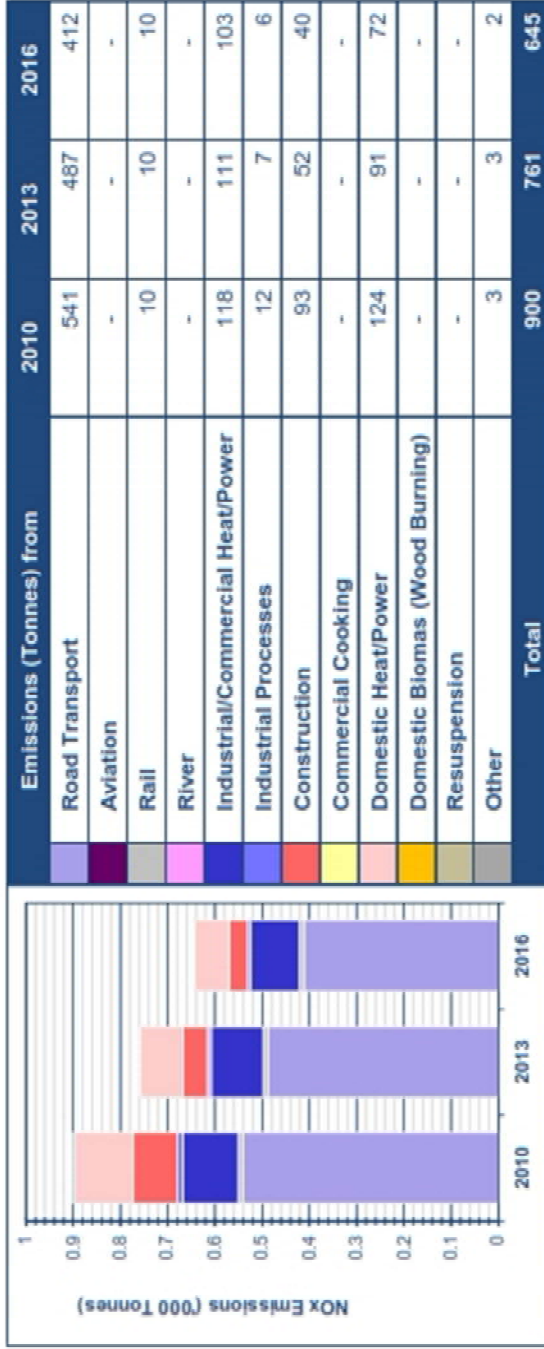 NOx Emissions ('000 Tonnes)
1
0.9
0.8
0.7
0.6
0.5
0.4
0.3
0.2
0.1
0
2010 2013 2016
Emissions (Tonnes) from 2010 2013 2016
Road Transport 541 487 412
Aviation - - -
Rail 10 10 10
River - - -
Industrial/Commercial Heat/Power 118 111 103
Industrial Processes 12 7 6
Construction 93 52 40
Commercial Cooking - - -
Domestic Heat/Power 124 91 72
Domestic Biomas (Wood Burning) - - -
Resuspension - - -
Other 3 3 2
Total 900 761 645